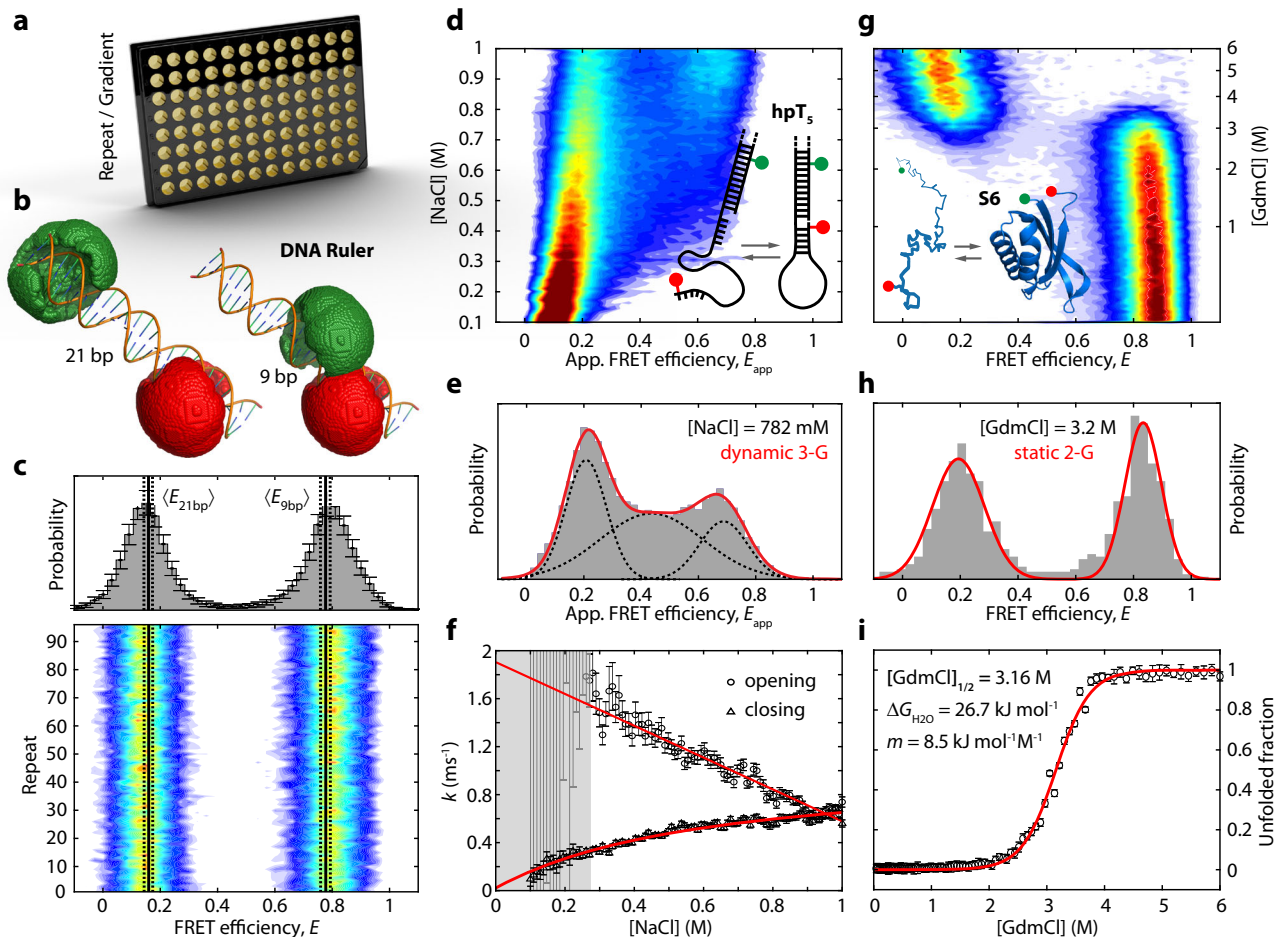 a
Repeat / Gradient
b
DNA Ruler
21 bp
9 bp
c
Probability
⟨E21bp⟩
⟨E9bp⟩
Repeat
90
80
70
60
50
40
30
20
10
0
0 0.2 0.4 0.6 0.8 1
FRET efficiency, E
d
[NaCl] (M)
1
0.9
0.8
0.7
0.6
0.5
0.4
0.3
0.2
0.1
hpT5
0 0.2 0.4 0.6 0.8 1
App. FRET efficiency, Eapp
e
Probability
[NaCl] = 782 mM
dynamic 3-G
0 0.2 0.4 0.6 0.8 1
App. FRET efficiency, Eapp
f
k (ms-1)
2
1.6
1.2
0.8
0.4
0
opening
closing
0 0.2 0.4 0.6 0.8 1
[NaCl] (M)
g
S6
6
5
4
3
2
1
[GdmCl] (M)
0 0.2 0.4 0.6 0.8 1
FRET efficiency, E
h
Probability
[GdmCl] = 3.2 M
static 2-G
0 0.2 0.4 0.6 0.8 1
FRET efficiency, E
i
[GdmCl]1/2 = 3.16 M
ΔGH2O = 26.7 kJ mol-1
m = 8.5 kJ mol-1M-1
1
0.8
0.6
0.4
0.2
0
Unfolded fraction
0 1 2 3 4 5 6
[GdmCl] (M)